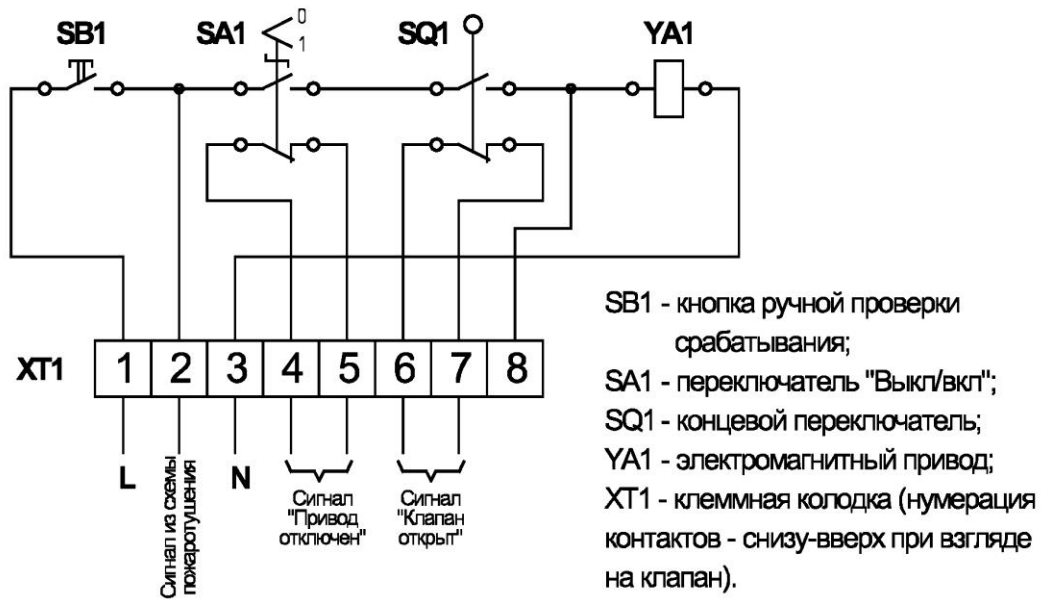 SB1
SA1
0
1
SQ1
YA1
XT1
1 2 3 4 5 6 7 8
L
Сигнал из схемы
пожаротушения
N
Сигнал
"Привод
отключен"
Сигнал
"Клапан
открыт"
SB1 - кнопка ручной проверки
срабатывания;
SA1 - переключатель "Выкл/вкл";
SQ1 - концевой переключатель;
YA1 - электромагнитный привод;
XT1 - клеммная колодка (нумерация
контактов - снизу-вверх при взгляде
на клапан).